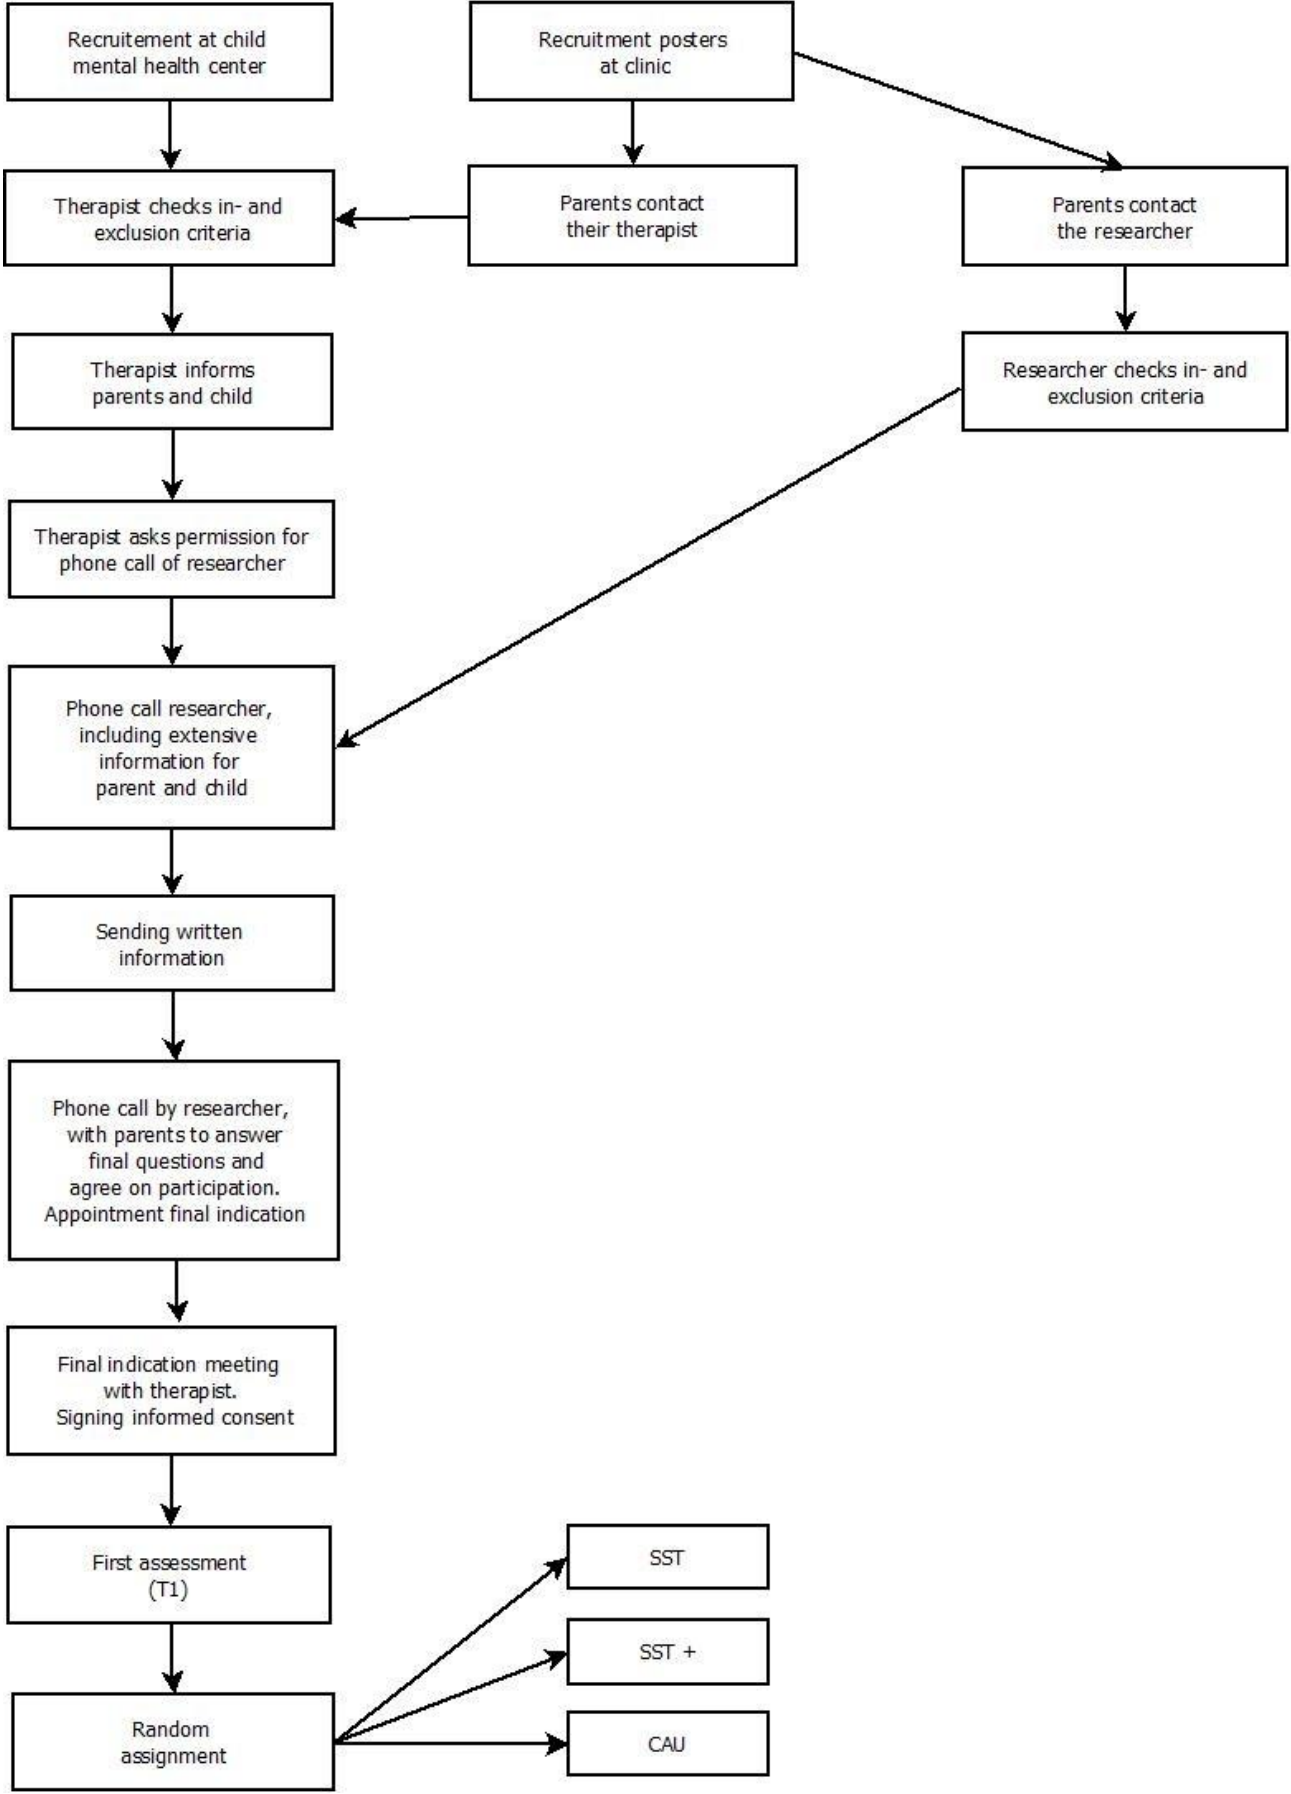 Recruitement at child
mental health center
Recruitment posters
at clinic
Therapist checks in- and
exclusion criteria
Parents contact
their therapist
Parents contact
the researcher
Therapist informs
parents and child
Researcher checks in- and
exclusion criteria
Therapist asks permission for
phone call of researcher
Phone call researcher,
including extensive
information for
parent and child
Sending written
information
Phone call by researcher,
with parents to answer
final questions and
agree on participation.
Appointment final indication
Final indication meeting
with therapist.
Signing informed consent
First assessment
(T1)
SST
SST +
Random
assignment
CAU